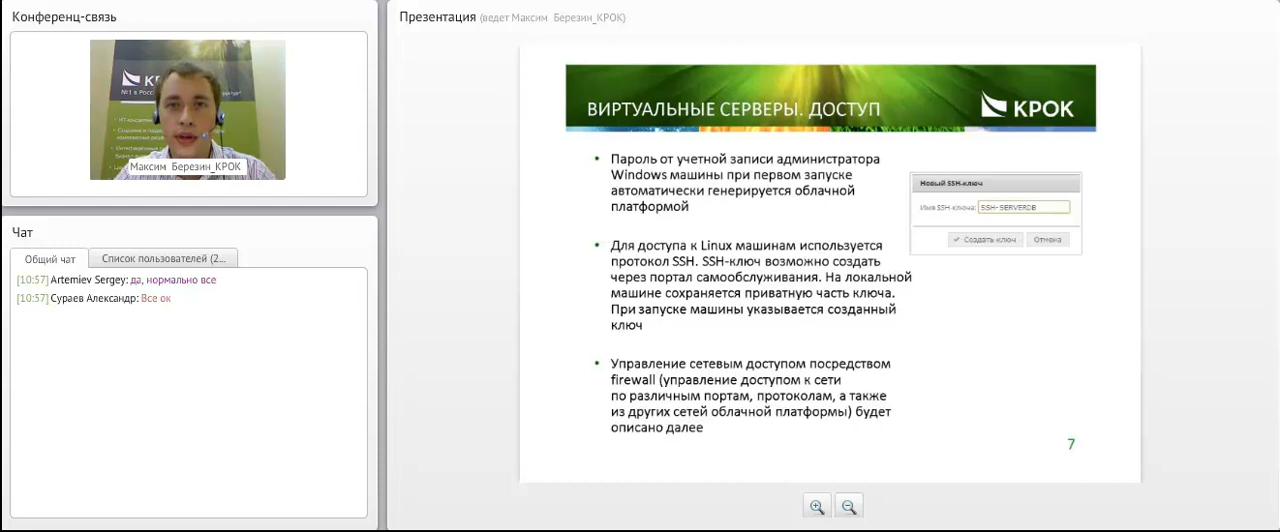 Конференц-связь
КРОК
№1 в Росс
Максим Березин_КРОК
Чат
Общий чат
Список пользователей (2...
[10:57] Artemiev Sergey: да, нормально все
[10:57] Сураев Александр: Все ок
Презентация (ведет Максим Березин_КРОК)
ВИРТУАЛЬНЫЕ СЕРВЕРЫ. ДОСТУП
КРОК
• Пароль от учетной записи администратора
Windows машины при первом запуске
автоматически генерируется облачной
платформой
• Для доступа к Linux машинам используется
протокол SSH. SSH-ключ возможно создать
через портал самообслуживания. На локальной
машине сохраняется приватную часть ключа.
При запуске машины указывается созданный
ключ
• Управление сетевым доступом посредством
firewall (управление доступом к сети
по различным портам, протоколам, а также
из других сетей облачной платформы) будет
описано далее
Новый SSH-ключ
Имя SSH-ключа: SSH-SERVERDB
Создать ключ
Отмена
7